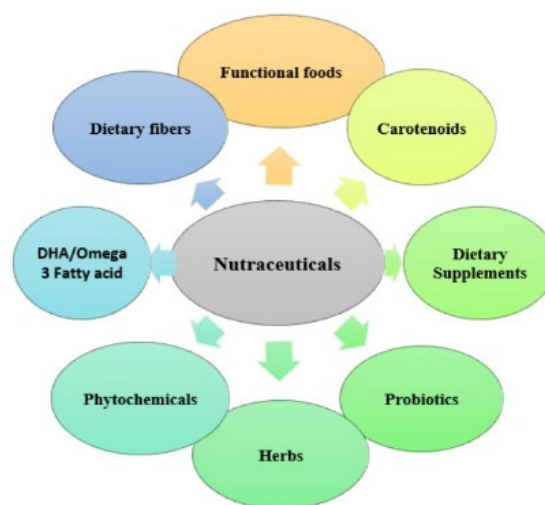 Functional foods
Dietary fibers
Carotenoids
DHA/Omega
3 Fatty acid
Nutraceuticals
Dietary
Supplements
Phytochemicals
Probiotics
Herbs